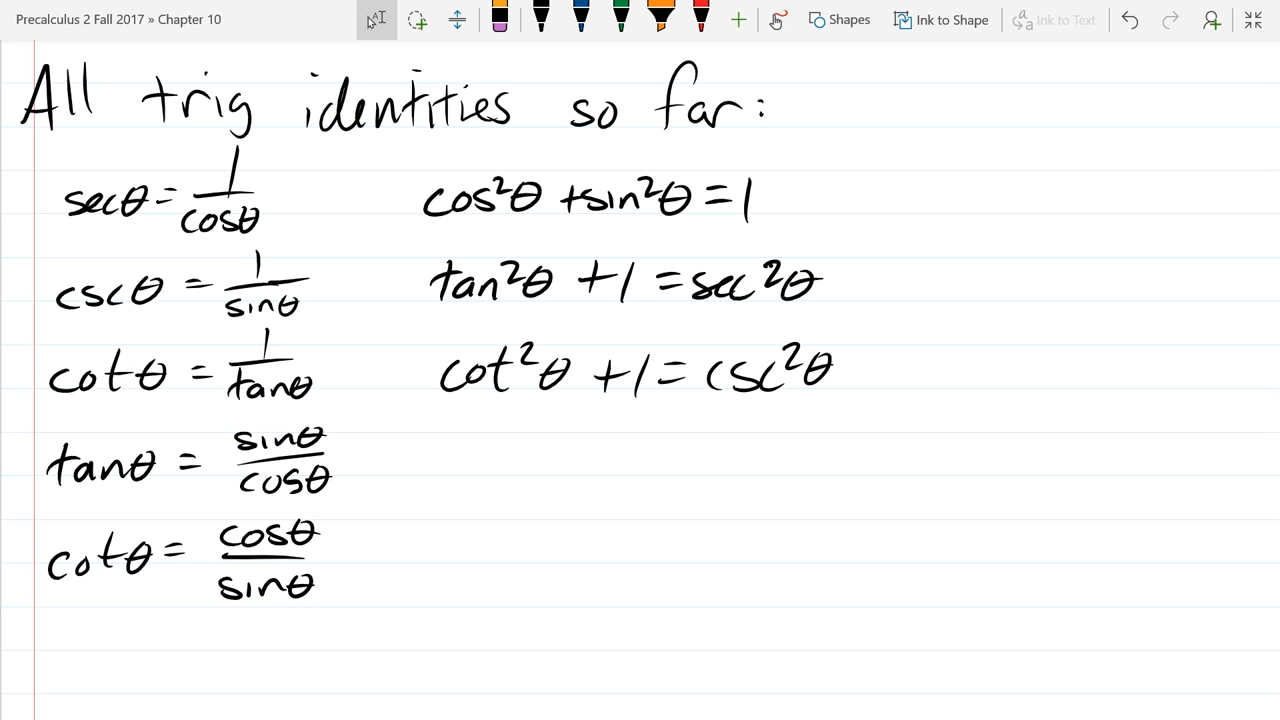 Precalculus 2 Fall 2017 » Chapter 10
Shapes
Ink to Shape
Ink to Text
All trig identities so far:
secθ = 1/cosθ
cscθ = 1/sinθ
cotθ = 1/tanθ
tanθ = sinθ/cosθ
cotθ = cosθ/sinθ
cos²θ + sin²θ = 1
tan²θ + 1 = sec²θ
cot²θ + 1 = csc²θ